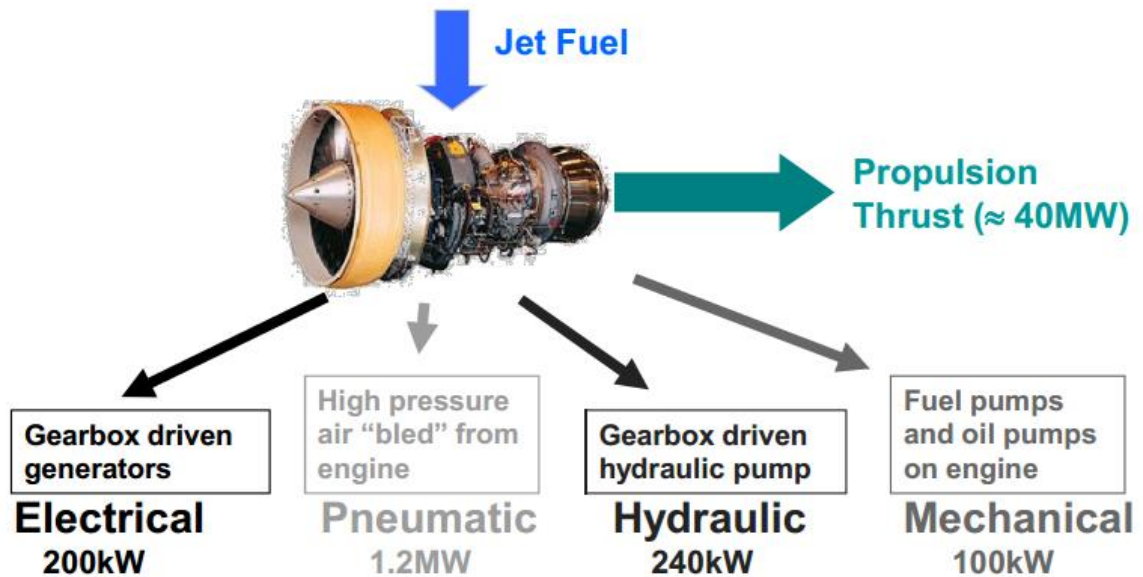 Jet Fuel
Propulsion
Thrust (≈ 40MW)
Gearbox driven
generators
Electrical
200kW
High pressure
air “bled” from
engine
Pneumatic
1.2MW
Gearbox driven
hydraulic pump
Hydraulic
240kW
Fuel pumps
and oil pumps
on engine
Mechanical
100kW